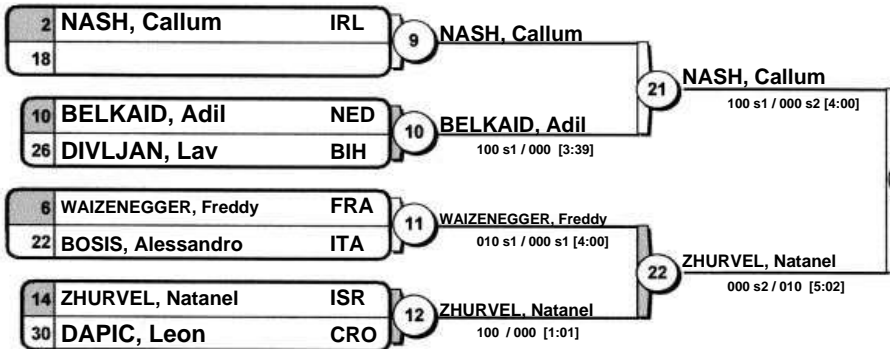 2 NASH, Callum IRL
18
9 NASH, Callum
10 BELKAID, Adil NED
26 DIVLJAN, Lav BIH
10 BELKAID, Adil
100 s1 / 000 [3:39]
21 NASH, Callum
100 s1 / 000 s2 [4:00]
6 WAIZENEGGER, Freddy FRA
22 BOSIS, Alessandro ITA
11 WAIZENEGGER, Freddy
010 s1 / 000 s1 [4:00]
14 ZHURVEL, Natanel ISR
30 DAPIC, Leon CRO
12 ZHURVEL, Natanel
100 / 000 [1:01]
22 ZHURVEL, Natanel
000 s2 / 010 [5:02]